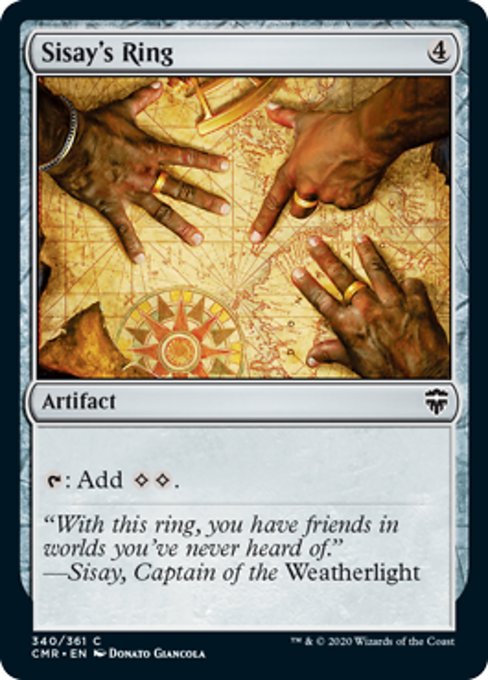 Sisay's Ring 4
Artifact
: Add .
“With this ring, you have friends in
worlds you've never heard of.”
—Sisay, Captain of the Weatherlight
340/361 C
CMR • EN Donato Giancola
™ & © 2020 Wizards of the Coast